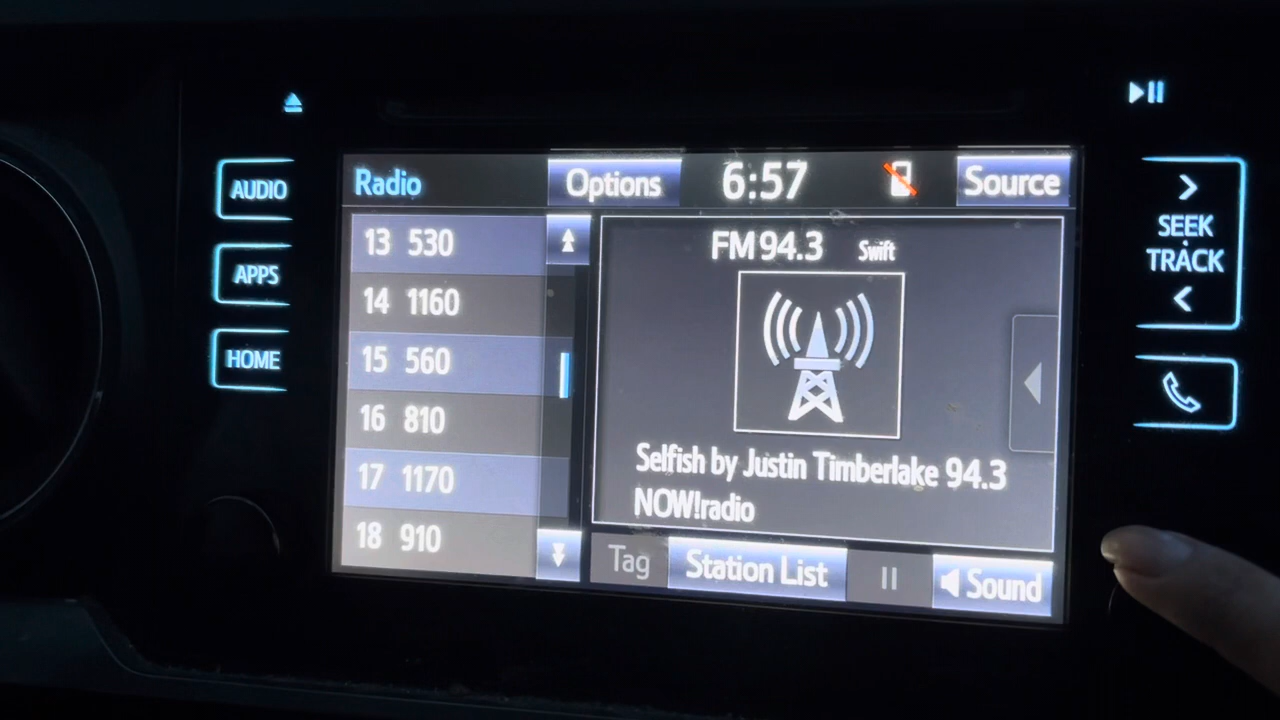 AUDIO
APPS
HOME
Radio
Options
6:57
Source
13 530
14 1160
15 560
16 810
17 1170
18 910
FM 94.3 Swift
Selfish by Justin Timberlake 94.3
NOW!radio
Tag
Station List
Sound
SEEK
TRACK